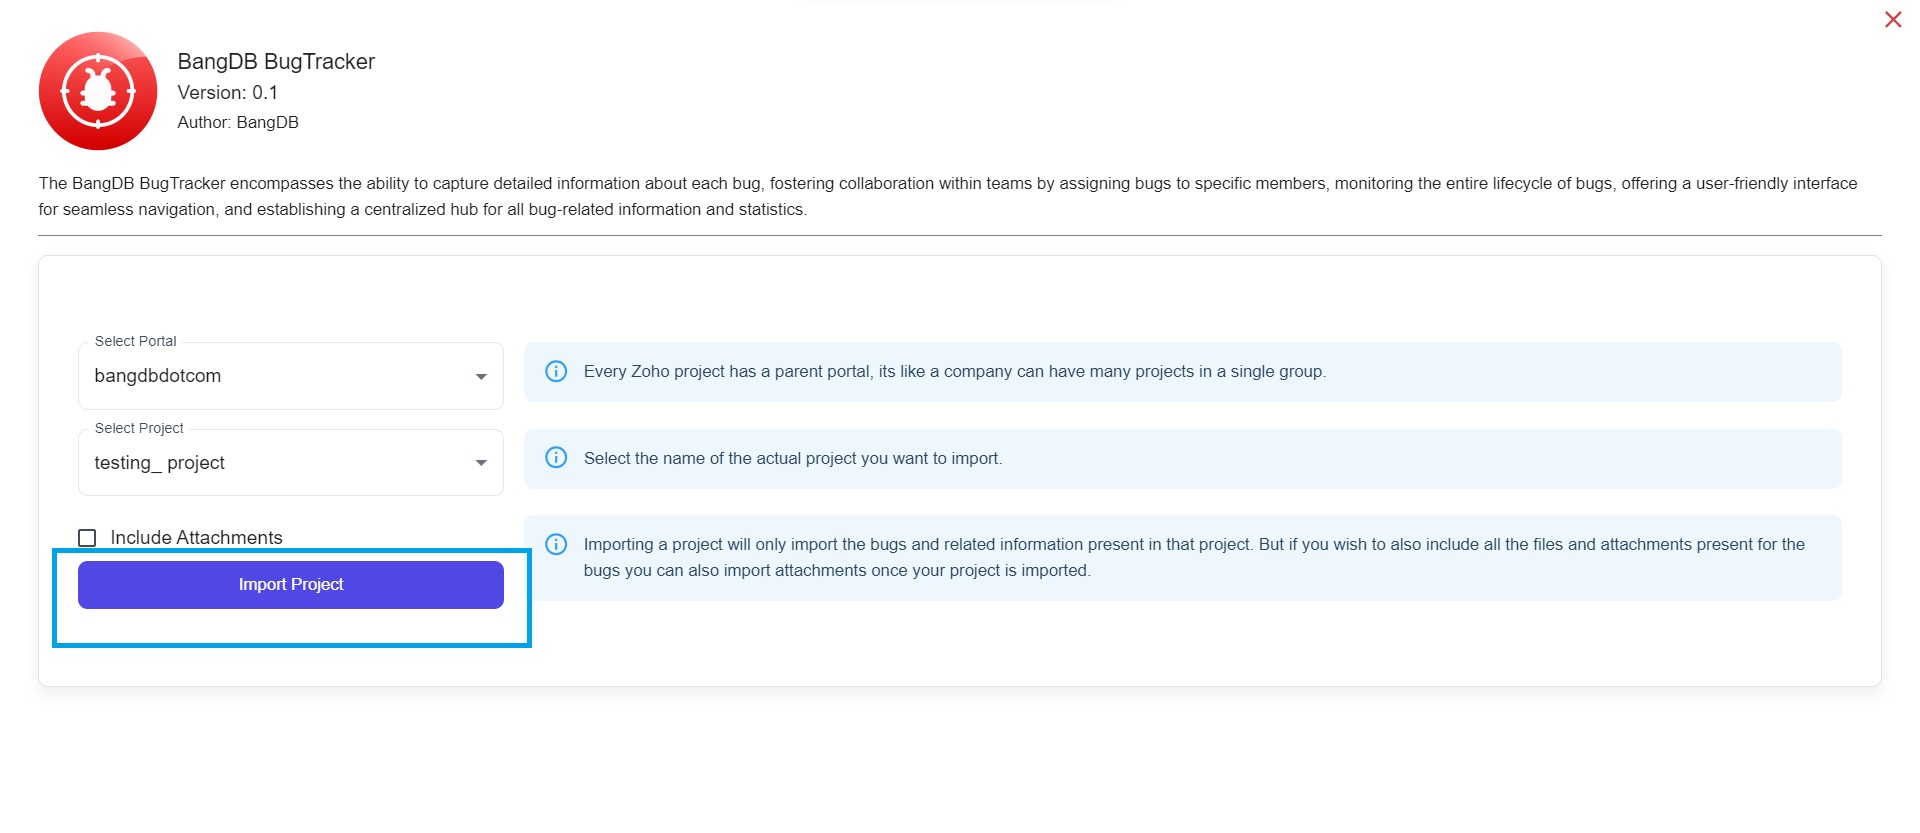 BangDB BugTracker
Version: 0.1
Author: BangDB
The BangDB BugTracker encompasses the ability to capture detailed information about each bug, fostering collaboration within teams by assigning bugs to specific members, monitoring the entire lifecycle of bugs, offering a user-friendly interface
for seamless navigation, and establishing a centralized hub for all bug-related information and statistics.
Select Portal
bangdbdotcom
Every Zoho project has a parent portal, its like a company can have many projects in a single group.
Select Project
testing_ project
Select the name of the actual project you want to import.
Include Attachments
Importing a project will only import the bugs and related information present in that project. But if you wish to also include all the files and attachments present for the
bugs you can also import attachments once your project is imported.
Import Project